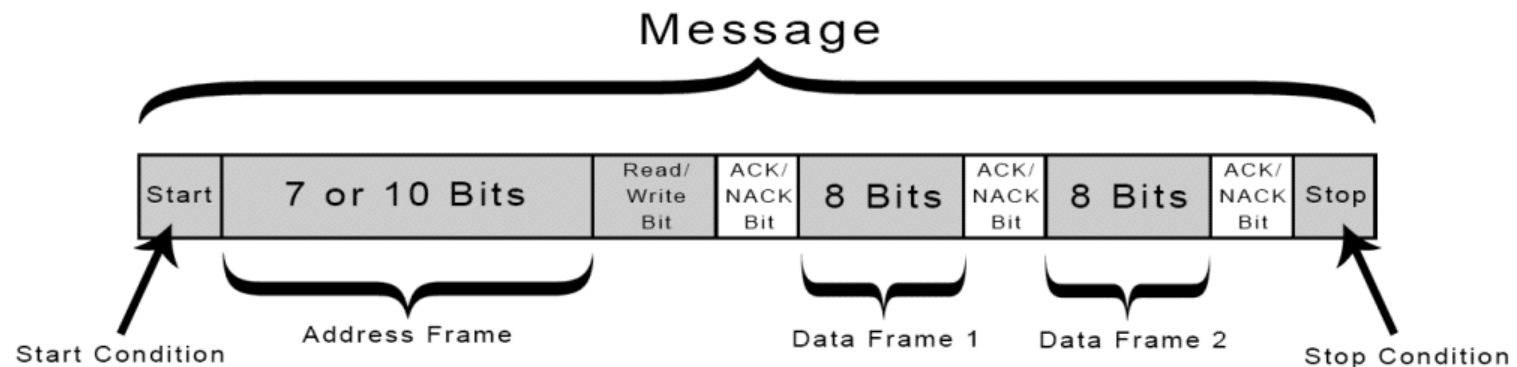 Message
Start
7 or 10 Bits
Read/
Write
Bit
ACK/
NACK
Bit
8 Bits
ACK/
NACK
Bit
8 Bits
ACK/
NACK
Bit
Stop
Start Condition
Address Frame
Data Frame 1
Data Frame 2
Stop Condition